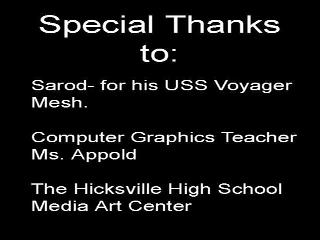 Special Thanks
to:
Sarod- for his USS Voyager
Mesh.
Computer Graphics Teacher
Ms. Appold
The Hicksville High School
Media Art Center